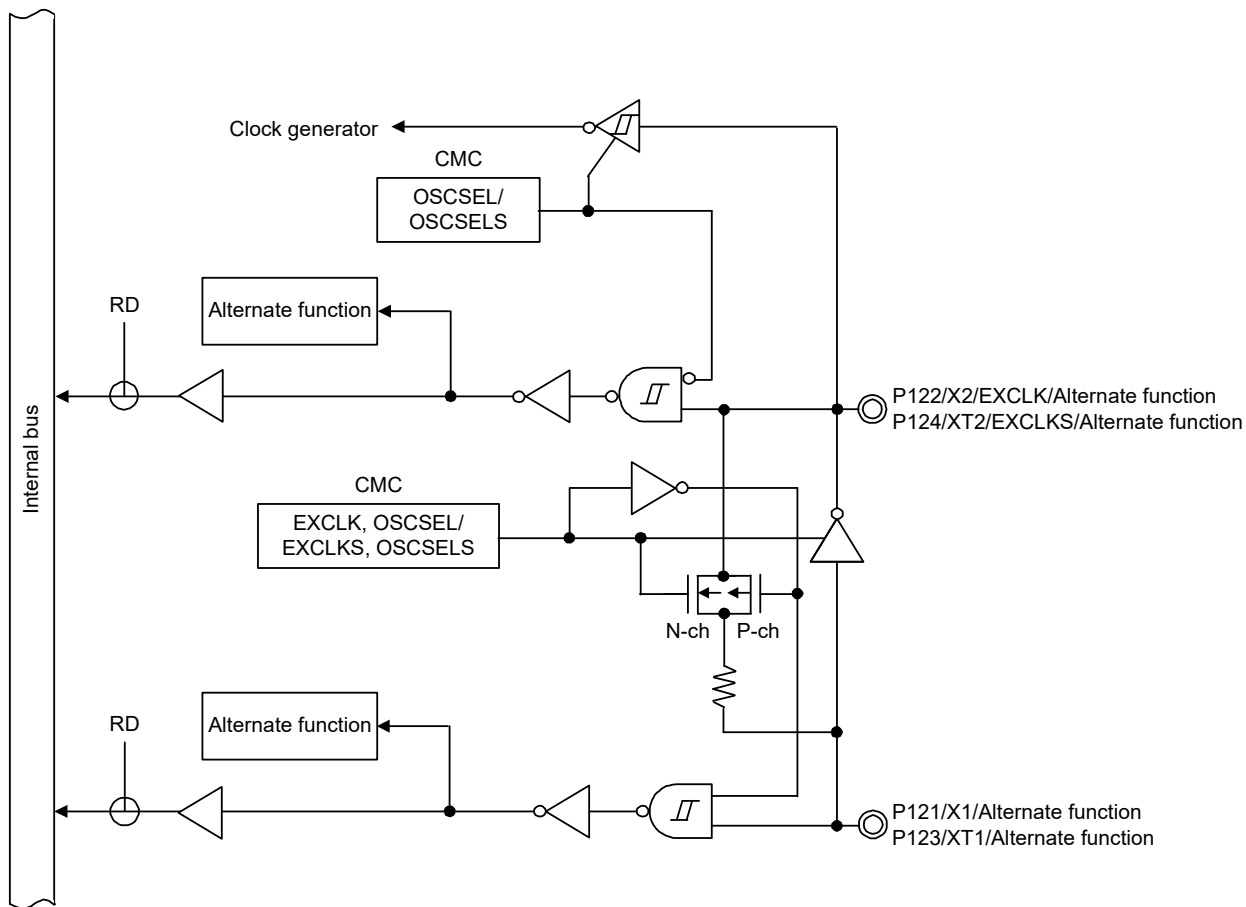 Clock generator
CMC
OSCSEL/
OSCSELS
RD
Alternate function
Internal bus
P122/X2/EXCLK/Alternate function
P124/XT2/EXCLKS/Alternate function
CMC
EXCLK, OSCSEL/
EXCLKS, OSCSELS
N-ch
P-ch
RD
Alternate function
P121/X1/Alternate function
P123/XT1/Alternate function